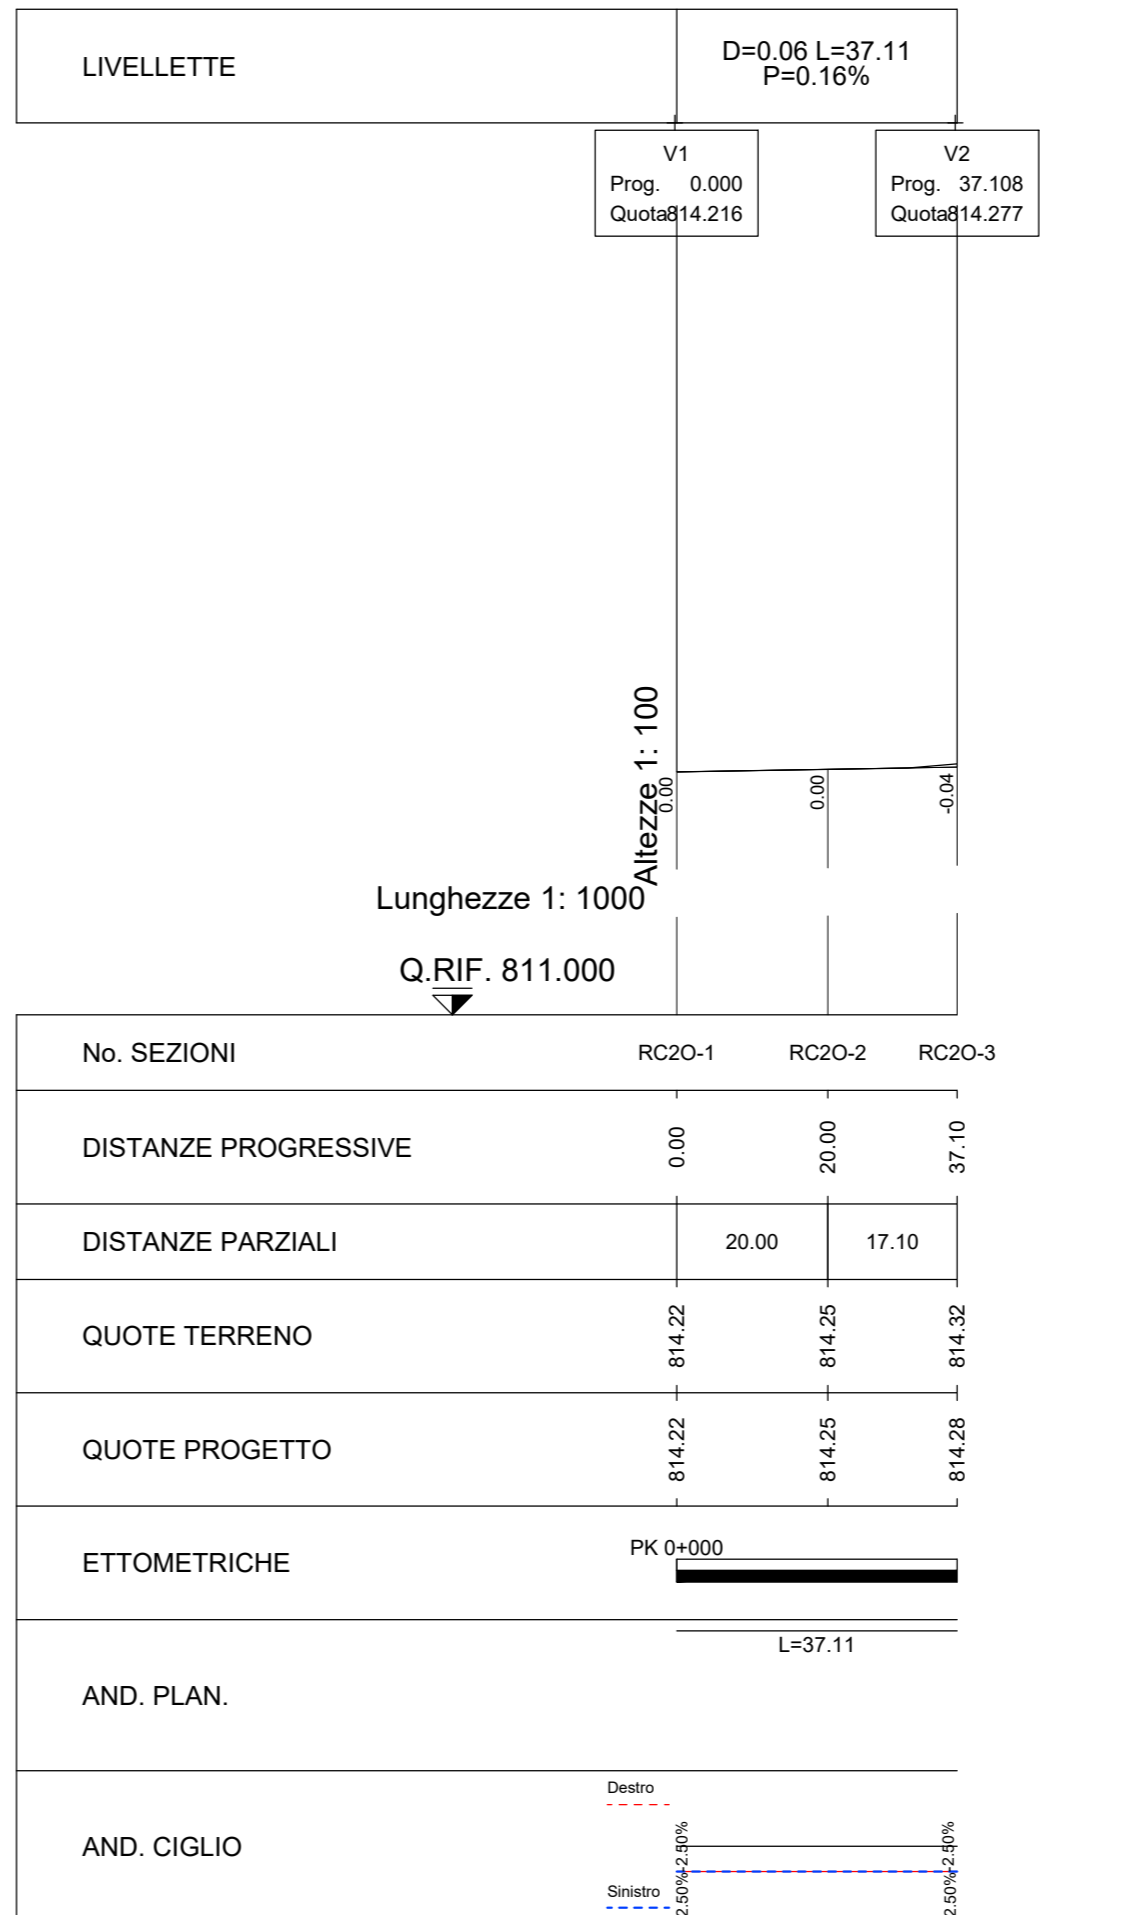 LIVELLETTE
D=0.06 L=37.11
P=0.16%
V1
Prog. 0.000
Quota814.216
V2
Prog. 37.108
Quota814.277
Altezze 1: 100
0.00
0.00
-0.04
Lunghezze 1: 1000
Q.RIF. 811.000
No. SEZIONI
RC2O-1 RC2O-2 RC2O-3
DISTANZE PROGRESSIVE
0.00 20.00 37.10
DISTANZE PARZIALI
20.00 17.10
QUOTE TERRENO
814.22 814.25 814.32
QUOTE PROGETTO
814.22 814.25 814.28
ETTOMETRICHE
PK 0+000
AND. PLAN.
L=37.11
AND. CIGLIO
Destro
-2.50% -2.50%
Sinistro
2.50% 2.50%